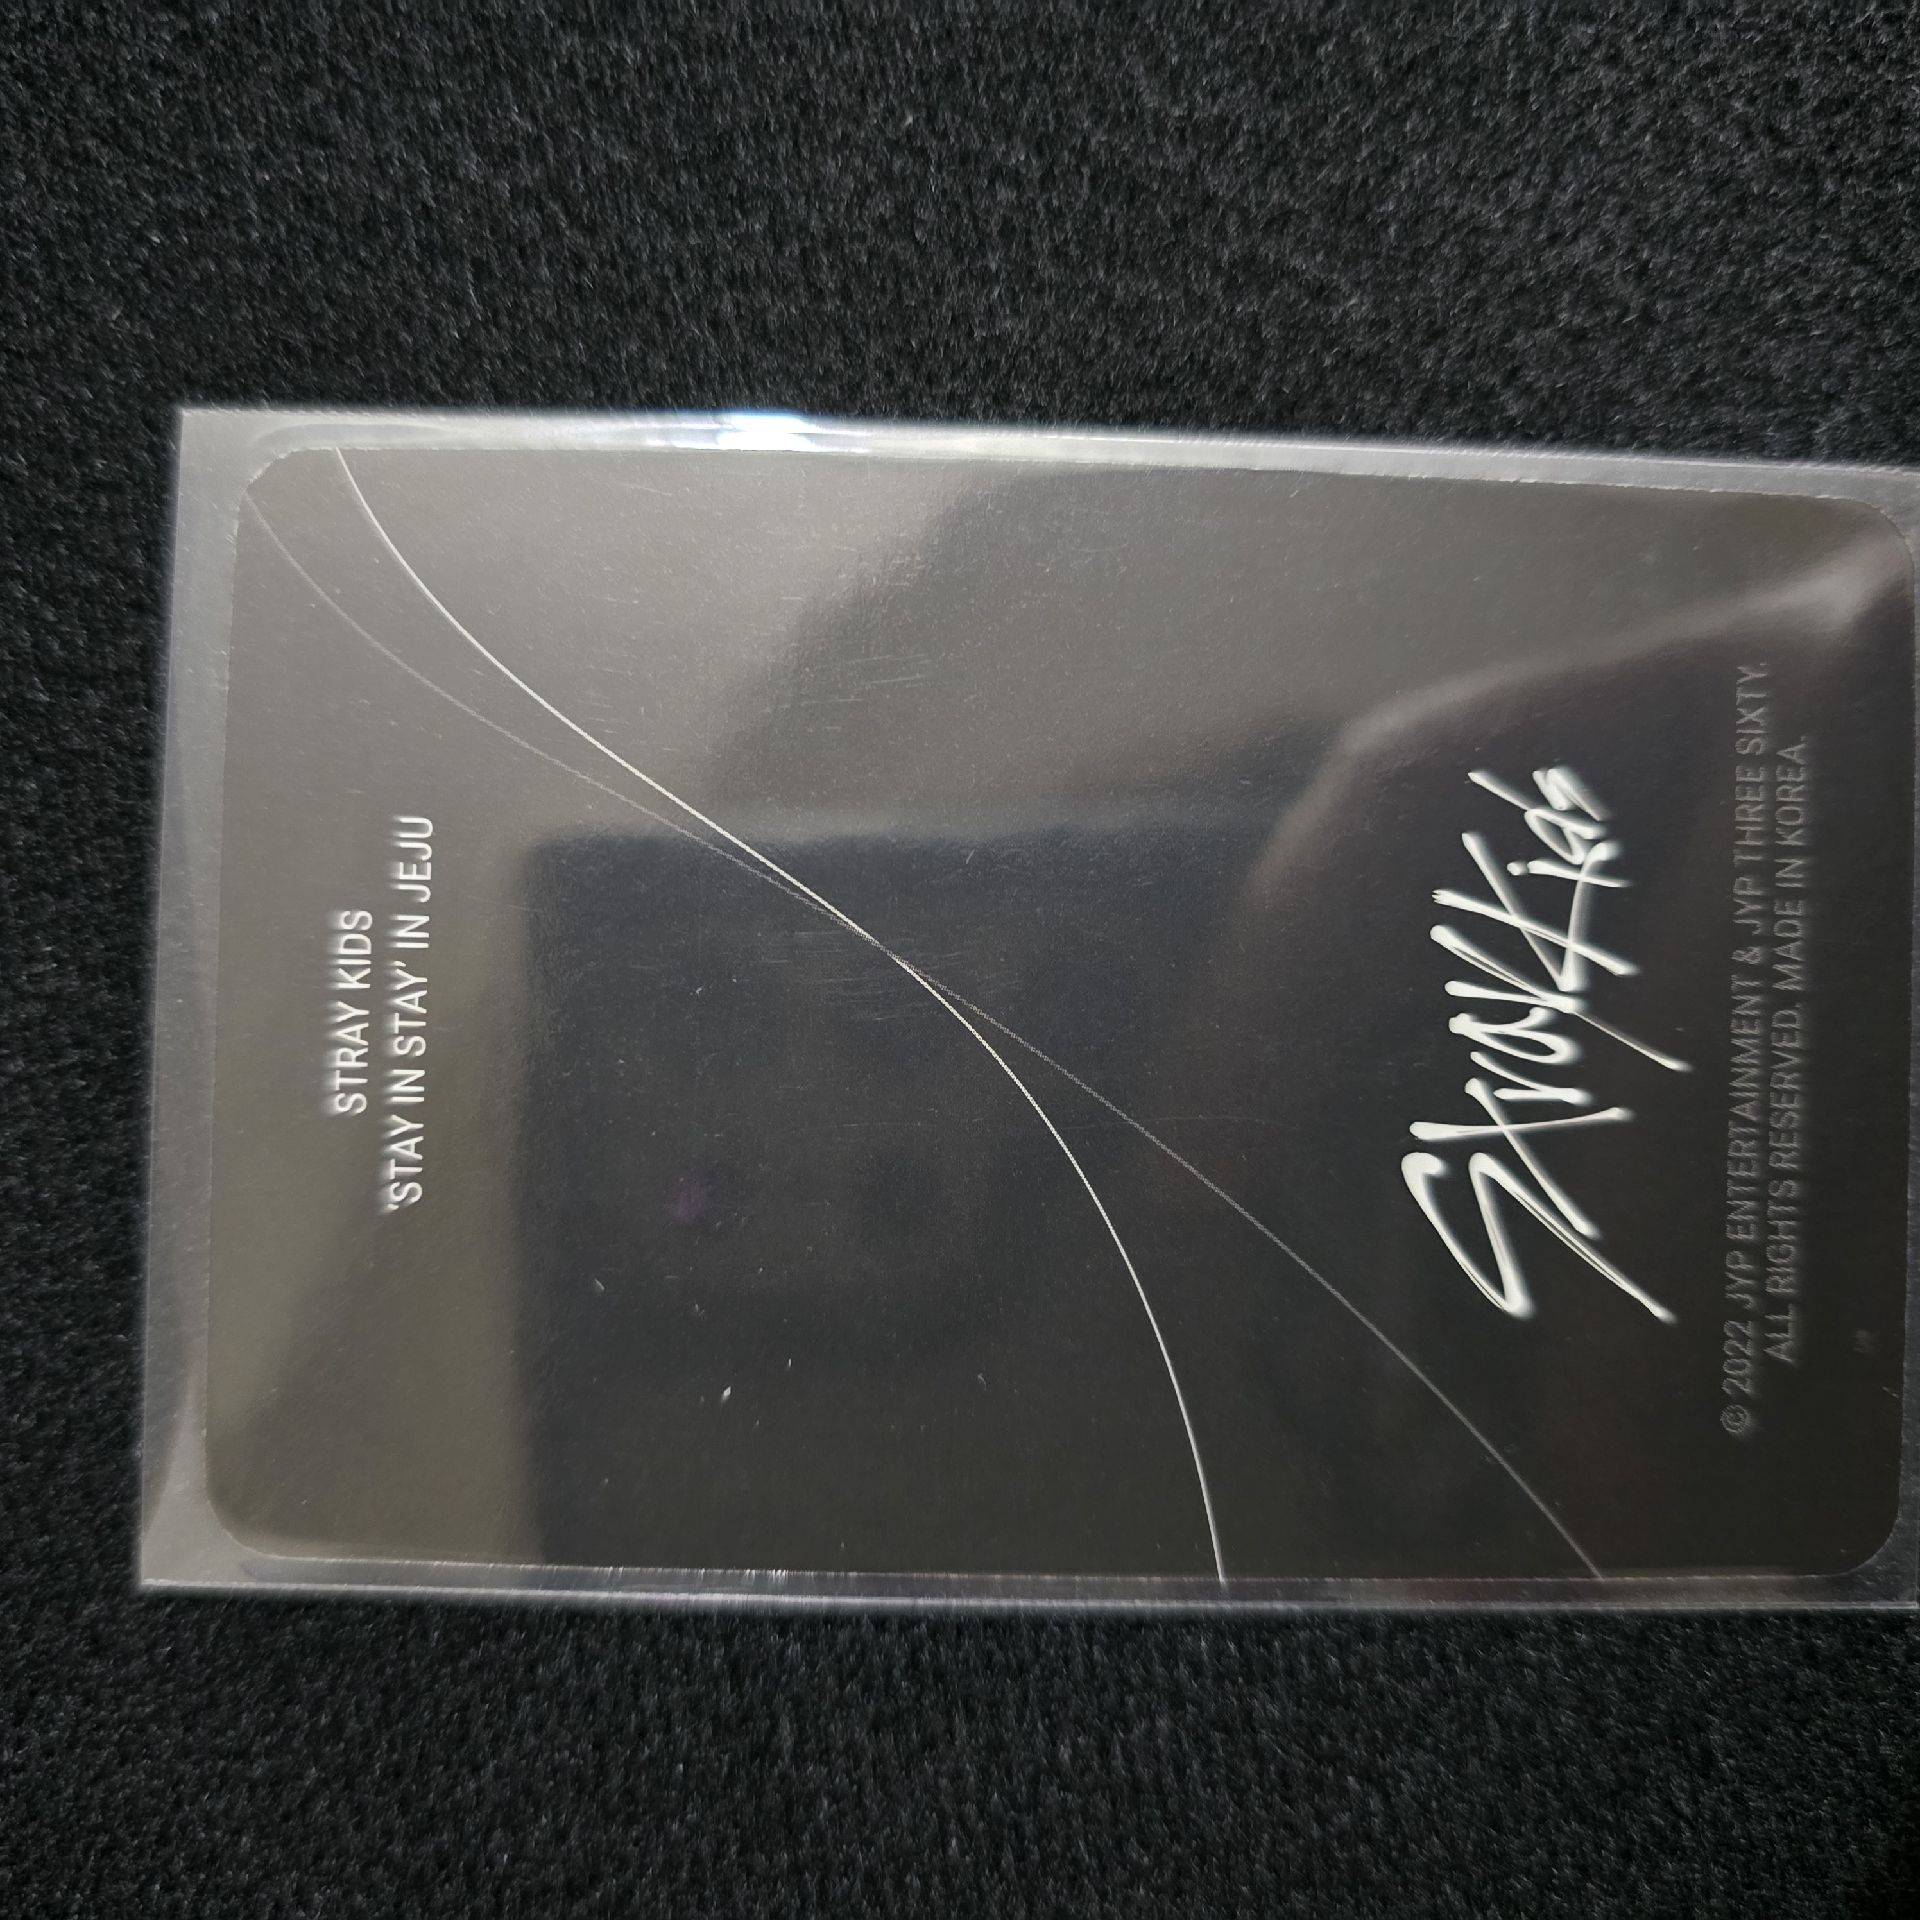 STRAY KIDS
'STAY IN STAY' IN JEJU
Stray Kids
© 2022 JYP ENTERTAINMENT & JYP THREE SIXTY.
ALL RIGHTS RESERVED. MADE IN KOREA.